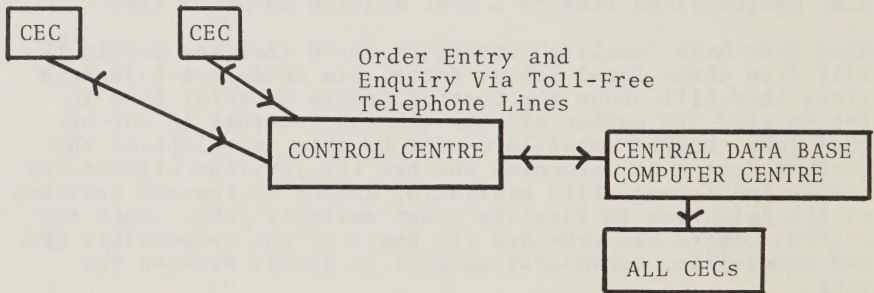 CEC
CEC
Order Entry and
Enquiry Via Toll-Free
Telephone Lines
CONTROL CENTRE
CENTRAL DATA BASE
COMPUTER CENTRE
ALL CECs